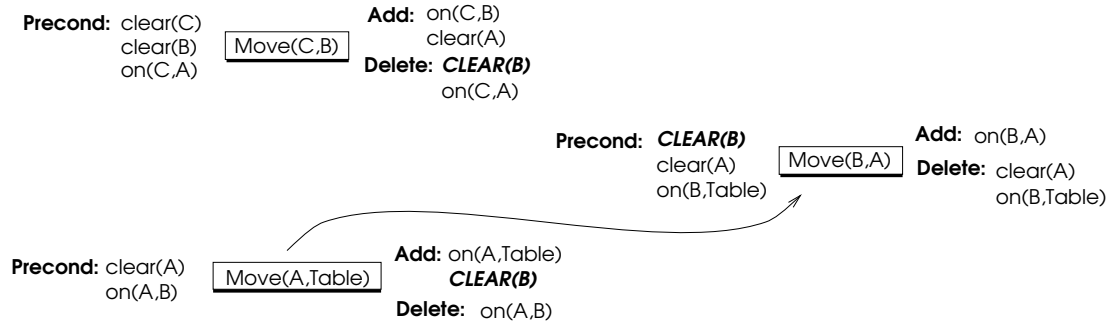 Precond: clear(C)
clear(B)
on(C,A)
Move(C,B)
Add: on(C,B)
clear(A)
Delete: CLEAR(B)
on(C,A)
Precond: CLEAR(B)
clear(A)
on(B,Table)
Move(B,A)
Add: on(B,A)
Delete: clear(A)
on(B,Table)
Precond: clear(A)
on(A,B)
Move(A,Table)
Add: on(A,Table)
CLEAR(B)
Delete: on(A,B)